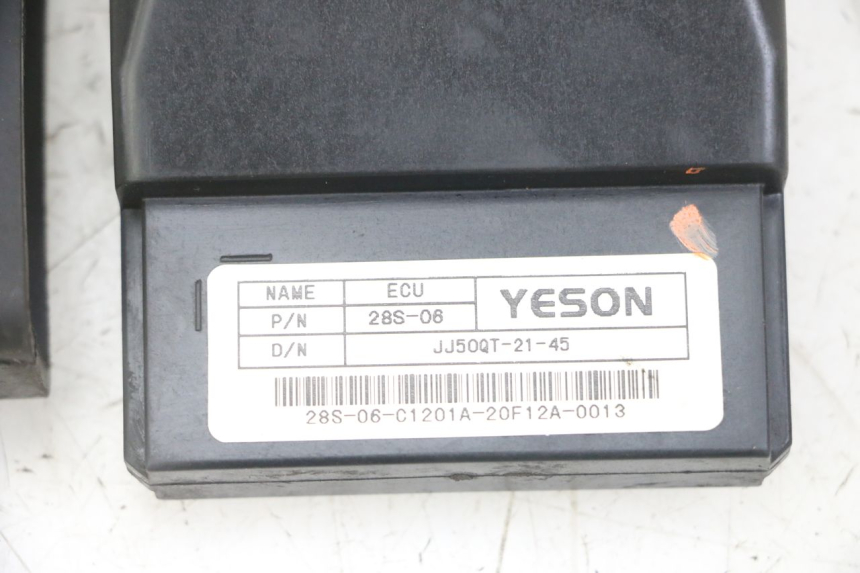 NAME ECU YESON
P/N 28S-06
D/N JJ50QT-21-45
28S-06-C1201A-20F12A-0013